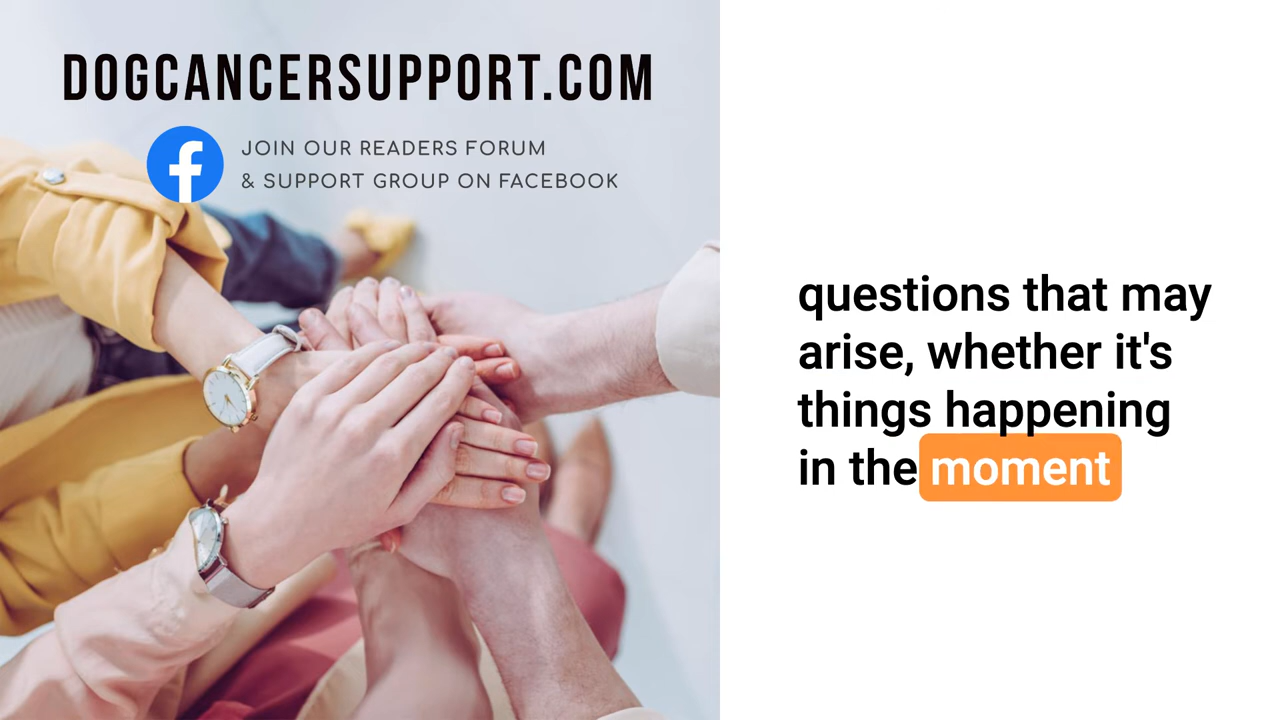 DOGCANCERSUPPORT.COM
JOIN OUR READERS FORUM
& SUPPORT GROUP ON FACEBOOK
questions that may
arise, whether it's
things happening
in the moment